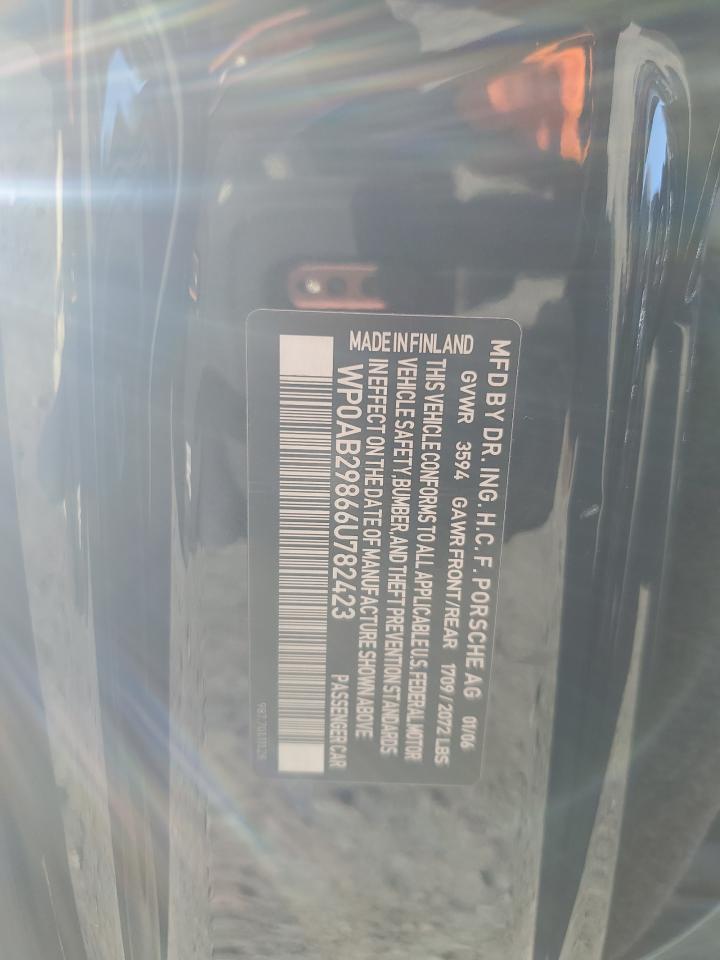 MFD BY DR. ING. H.C. F. PORSCHE AG 01/06
GVWR 3594 GAWR FRONT/REAR 1709/2072 LBS
THIS VEHICLE CONFORMS TO ALL APPLICABLE U.S. FEDERAL MOTOR
VEHICLE SAFETY, BUMBER, AND THEFT PREVENTION STANDARDS
IN EFFECT ON THE DATE OF MANUFACTURE SHOWN ABOVE
MADE IN FINLAND
WP0AB29866U782423 PASSENGER CAR